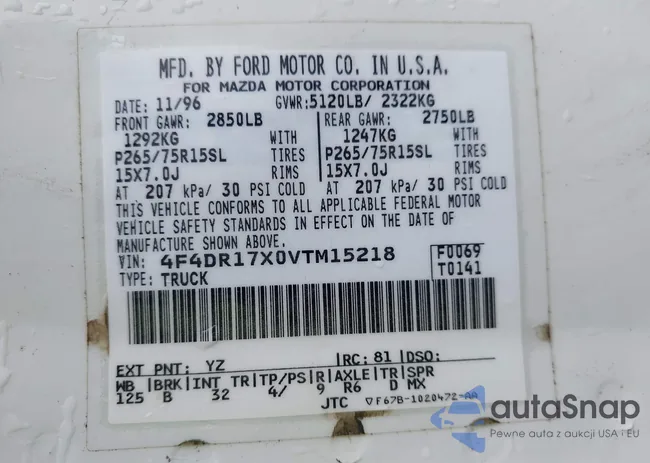 MFD. BY FORD MOTOR CO. IN U.S.A.
FOR MAZDA MOTOR CORPORATION
DATE: 11/96 GVWR:5120LB/ 2322KG
FRONT GAWR: 2850LB REAR GAWR: 2750LB
1292KG WITH 1247KG WITH
P265/75R15SL TIRES P265/75R15SL TIRES
15X7.0J RIMS 15X7.0J RIMS
AT 207 kPa/ 30 PSI COLD AT 207 kPa/ 30 PSI COLD
THIS VEHICLE CONFORMS TO ALL APPLICABLE FEDERAL MOTOR
VEHICLE SAFETY STANDARDS IN EFFECT ON THE DATE OF
MANUFACTURE SHOWN ABOVE.
VIN: 4F4DR17X0VTM15218 F0069
TYPE: TRUCK T0141
EXT PNT: YZ |RC: 81 |DSO:
WB |BRK|INT TR|TP/PS|R|AXLE|TR|SPR
125 B 32 4/ 9 R6 D MX
JTC F67B-1020472-AA
autoSnap
Pewne auta z aukcji USA i EU